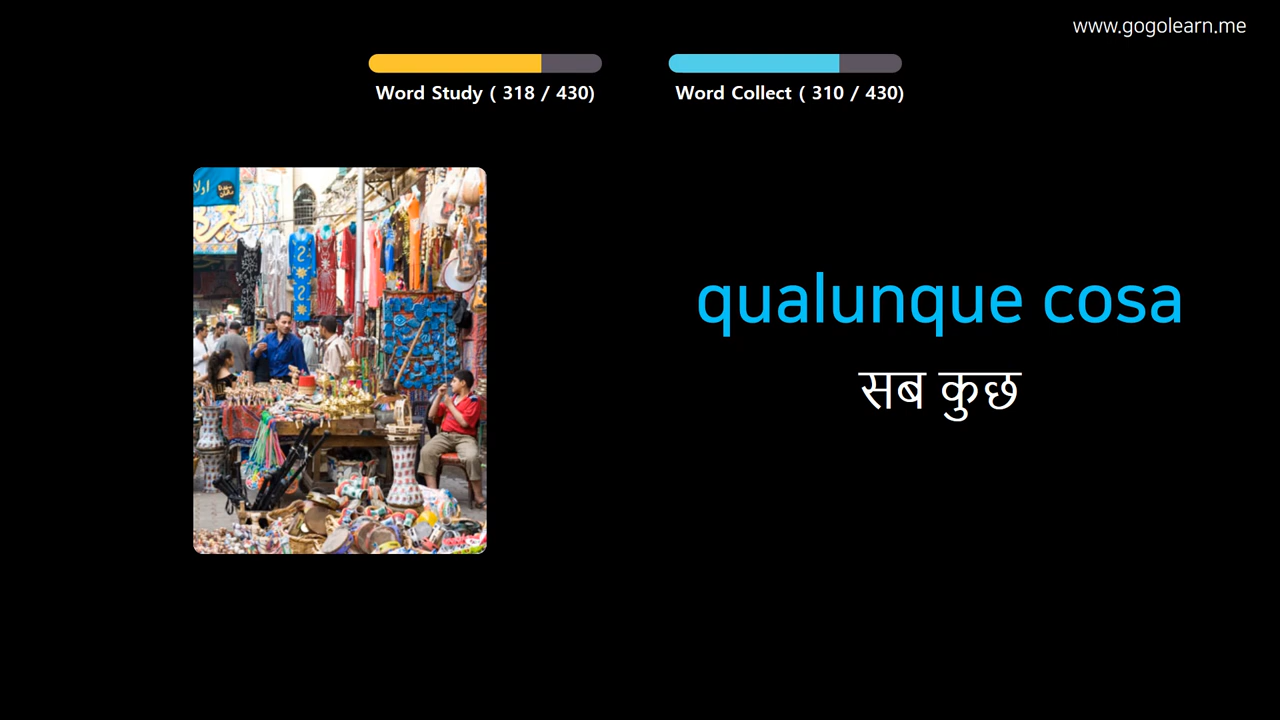 www.gogolearn.me
Word Study ( 318 / 430)
Word Collect ( 310 / 430)
qualunque cosa
सब कुछ